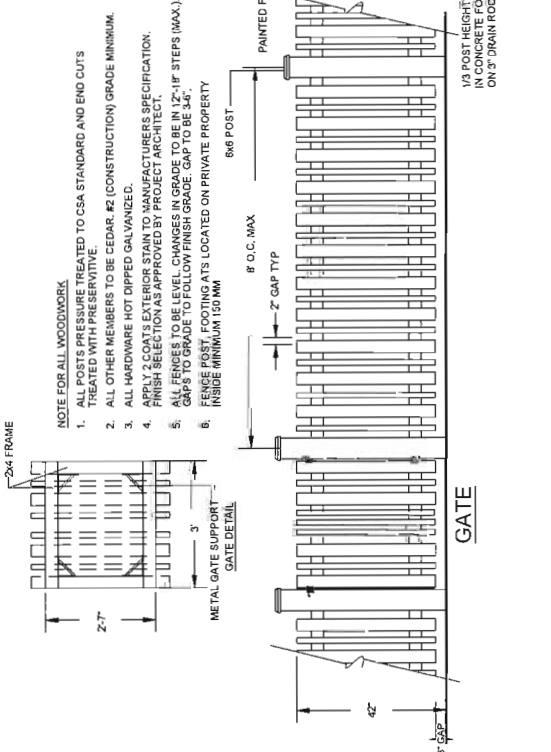 2x4 FRAME
2'-7"
3'
METAL GATE SUPPORT
GATE DETAIL
NOTE FOR ALL WOODWORK
1. ALL POSTS PRESSURE TREATED TO CSA STANDARD AND END CUTS
TREATED WITH PRESERVITIVE.
2. ALL OTHER MEMBERS TO BE CEDAR, #2 (CONSTRUCTION) GRADE MINIMUM.
3. ALL HARDWARE HOT DIPPED GALVANIZED.
4. APPLY 2 COATS EXTERIOR STAIN TO MANUFACTURERS SPECIFICATION.
FINISH SELECTION AS APPROVED BY PROJECT ARCHITECT.
5. ALL FENCES TO BE LEVEL. CHANGES IN GRADE TO BE IN 12"-18" STEPS (MAX.).
GAPS TO GRADE TO FOLLOW FINISH GRADE. GAP TO BE 3-6".
6. FENCE POST, FOOTING ATS LOCATED ON PRIVATE PROPERTY
INSIDE MINIMUM 150 MM
8' O.C. MAX
2" GAP TYP
6x6 POST
PAINTED
42"
GAP
GATE
1/3 POST HEIGHT
IN CONCRETE
ON 3" DRAIN